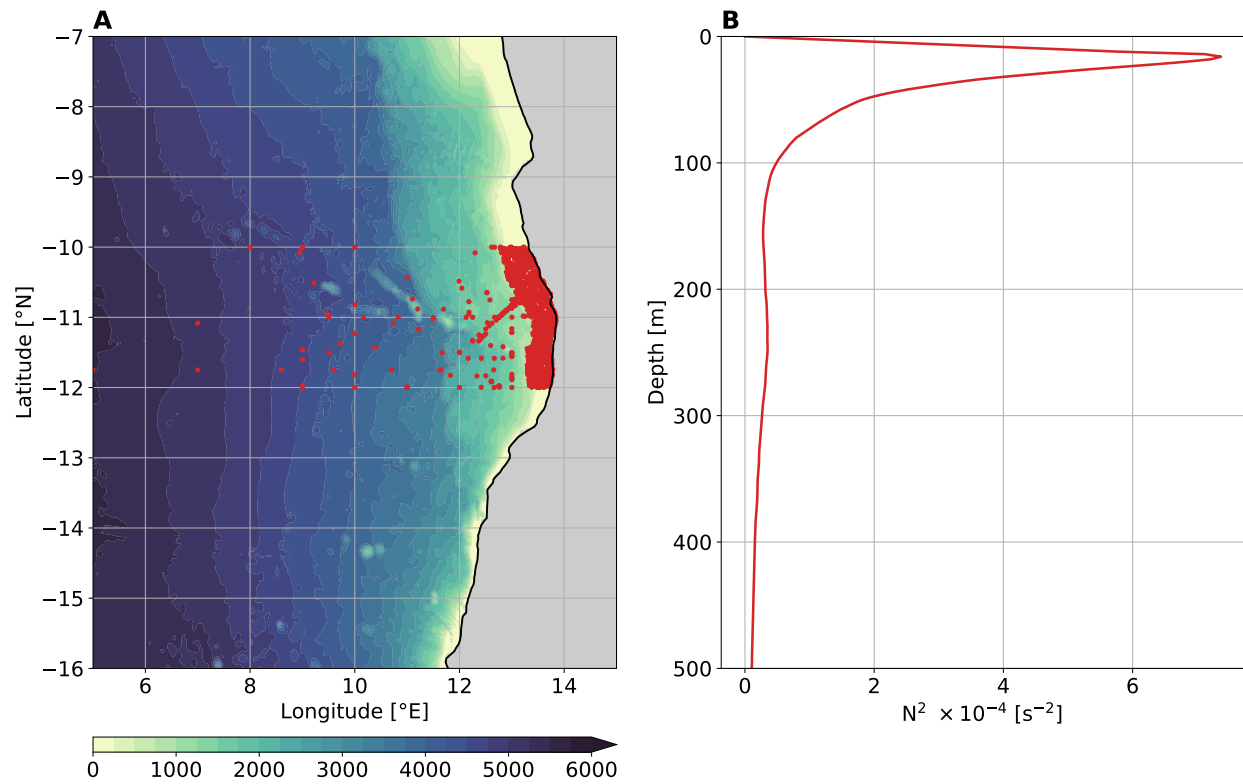 A
−7
−8
−9
−10
−11
−12
−13
−14
−15
−16
Latitude [°N]
6 8 10 12 14
Longitude [°E]
0 1000 2000 3000 4000 5000 6000
B
0
100
200
300
400
500
Depth [m]
0 2 4 6
N² × 10⁻⁴ [s⁻²]